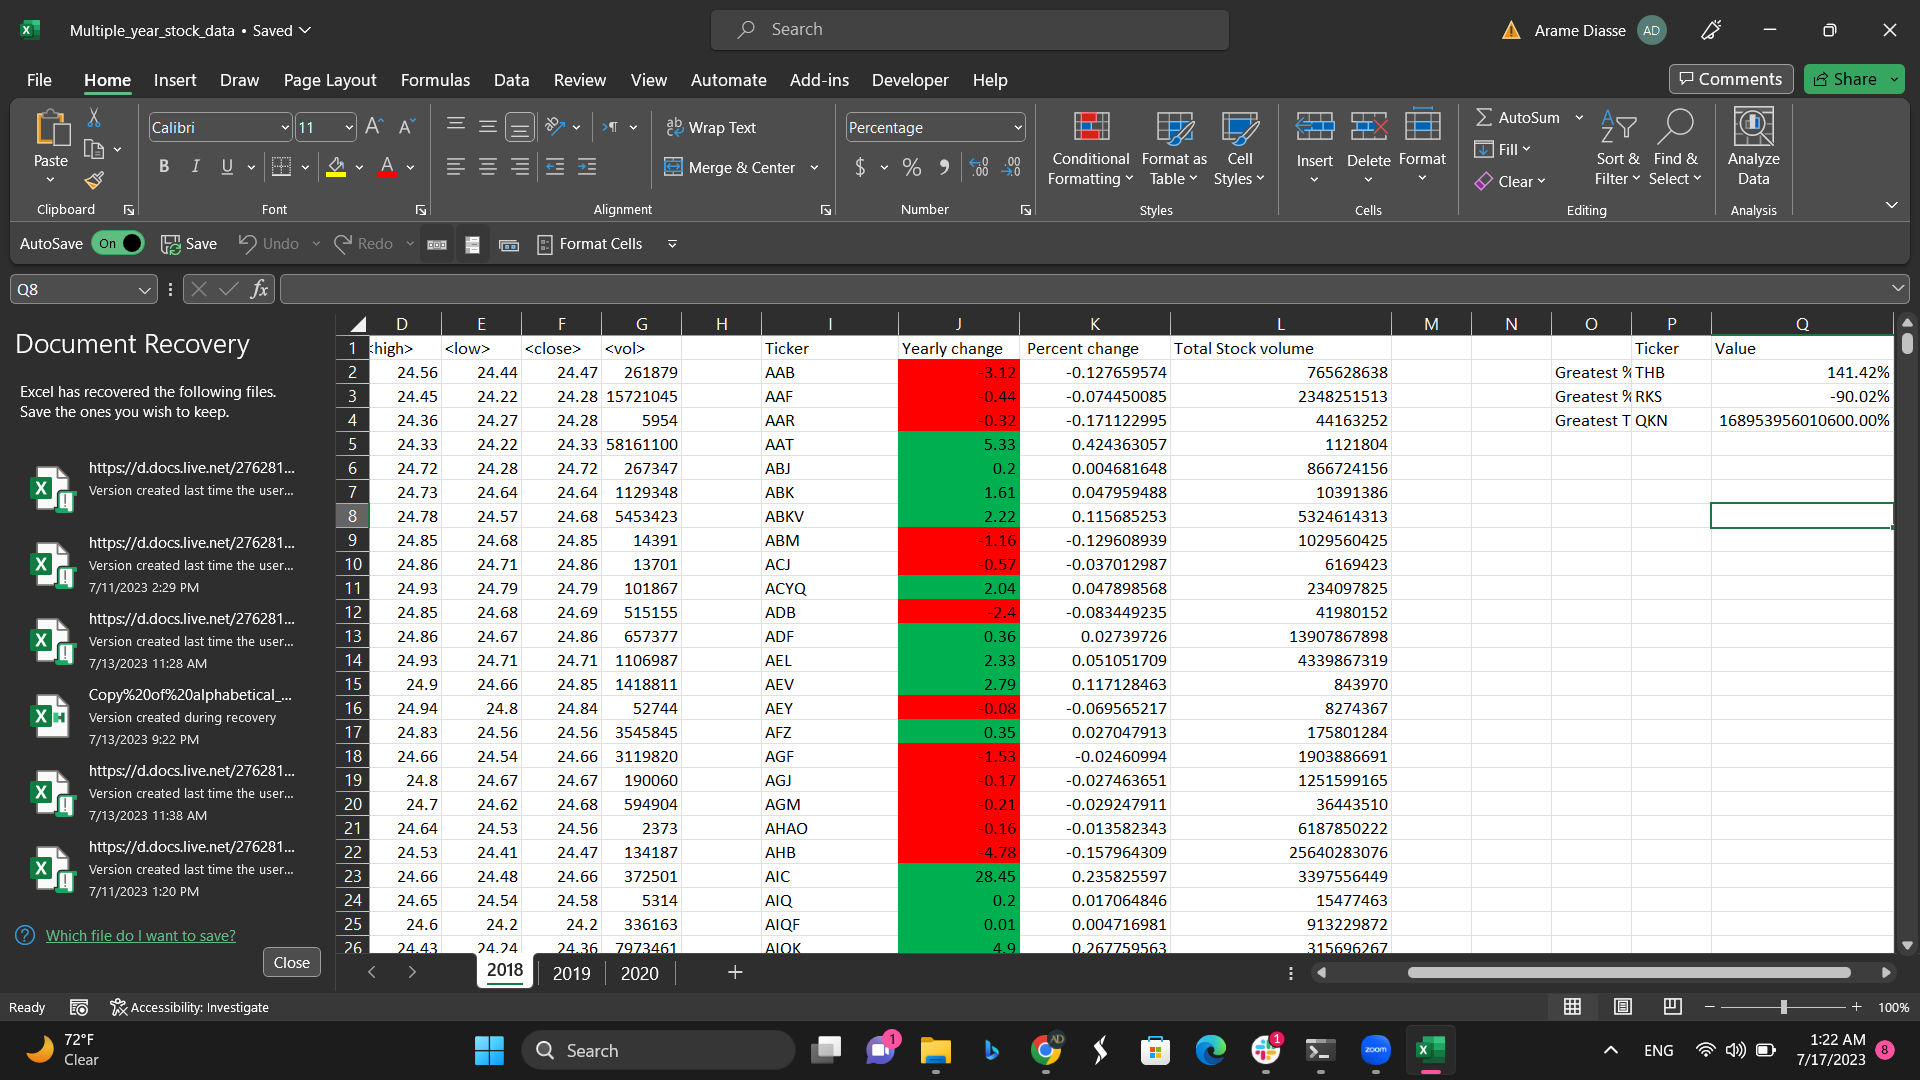 Multiple_year_stock_data • Saved
Search
Arame Diasse AD
File Home Insert Draw Page Layout Formulas Data Review View Automate Add-ins Developer Help
Comments Share
Paste
Clipboard
Calibri 11
B I U
Font
Wrap Text
Merge & Center
Alignment
Percentage
$ %
Number
Conditional Formatting
Format as Table
Cell Styles
Styles
Insert Delete Format
Cells
AutoSum
Fill
Clear
Sort & Filter
Find & Select
Editing
Analyze Data
Analysis
AutoSave On Save Undo Redo Format Cells
Q8 fx
Document Recovery
Excel has recovered the following files.
Save the ones you wish to keep.
https://d.docs.live.net/276281...
Version created last time the user...
https://d.docs.live.net/276281...
Version created last time the user...
7/11/2023 2:29 PM
https://d.docs.live.net/276281...
Version created last time the user...
7/13/2023 11:28 AM
Copy%20of%20alphabetical_...
Version created during recovery
7/13/2023 9:22 PM
https://d.docs.live.net/276281...
Version created last time the user...
7/13/2023 11:38 AM
https://d.docs.live.net/276281...
Version created last time the user...
7/11/2023 1:20 PM
Which file do I want to save?
Close
D E F G H I J K L M N O P Q
1 <high> <low> <close> <vol> Ticker Yearly change Percent change Total Stock volume Ticker Value
2 24.56 24.44 24.47 261879 AAB -3.12 -0.127659574 765628638 Greatest % THB 141.42%
3 24.45 24.22 24.28 15721045 AAF -0.44 -0.074450085 2348251513 Greatest % RKS -90.02%
4 24.36 24.27 24.28 5954 AAR -0.32 -0.171122995 44163252 Greatest T QKN 168953956010600.00%
5 24.33 24.22 24.33 58161100 AAT 5.33 0.424363057 1121804
6 24.72 24.28 24.72 267347 ABJ 0.2 0.004681648 866724156
7 24.73 24.64 24.64 1129348 ABK 1.61 0.047959488 10391386
8 24.78 24.57 24.68 5453423 ABKV 2.22 0.115685253 5324614313
9 24.85 24.68 24.85 14391 ABM -1.16 -0.129608939 1029560425
10 24.86 24.71 24.86 13701 ACJ -0.57 -0.037012987 6169423
11 24.93 24.79 24.79 101867 ACYQ 2.04 0.047898568 234097825
12 24.85 24.68 24.69 515155 ADB -2.4 -0.083449235 41980152
13 24.86 24.67 24.86 657377 ADF 0.36 0.02739726 13907867898
14 24.93 24.71 24.71 1106987 AEL 2.33 0.051051709 4339867319
15 24.9 24.66 24.85 1418811 AEV 2.79 0.117128463 843970
16 24.94 24.8 24.84 52744 AEY -0.08 -0.069565217 8274367
17 24.83 24.56 24.56 3545845 AFZ 0.35 0.027047913 175801284
18 24.66 24.54 24.66 3119820 AGF -1.53 -0.02460994 1903886691
19 24.8 24.67 24.67 190060 AGJ -0.17 -0.027463651 1251599165
20 24.7 24.62 24.68 594904 AGM -0.21 -0.029247911 36443510
21 24.64 24.53 24.56 2373 AHAO -0.16 -0.013582343 6187850222
22 24.53 24.41 24.47 134187 AHB -4.78 -0.157964309 25640283076
23 24.66 24.48 24.66 372501 AIC 28.45 0.235825597 3397556449
24 24.65 24.54 24.58 5314 AIQ 0.2 0.017064846 15477463
25 24.6 24.2 24.2 336163 AIQF 0.01 0.004716981 913229872
26 24.43 24.24 24.36 7973461 AIOK 4.9 0.267759563 315696267
2018 2019 2020
Ready Accessibility: Investigate 100%
72°F
Clear
Search
1
AD
1
zoom
ENG
1:22 AM
7/17/2023
8